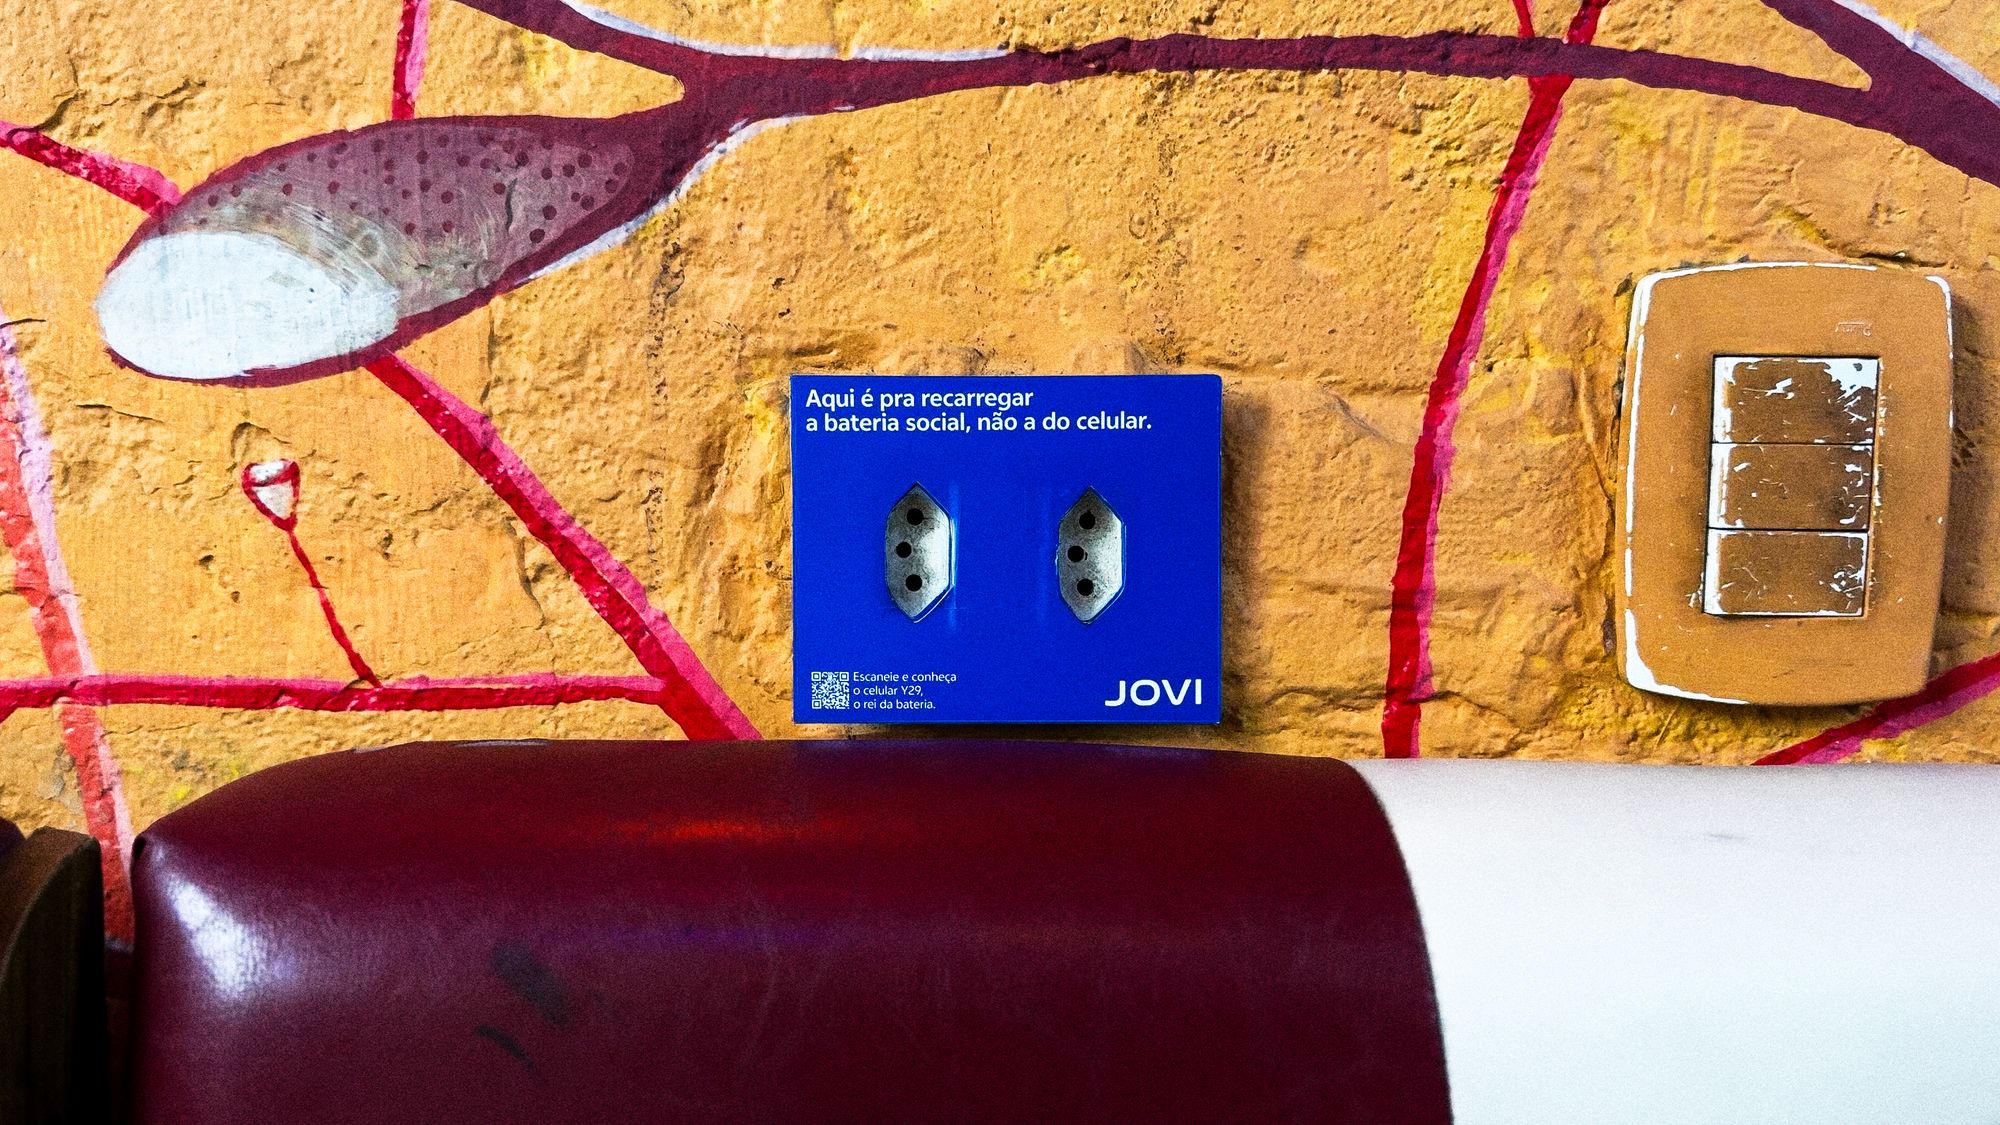 Aqui é pra recarregar
a bateria social, não a do celular.
Escaneie e conheça
o celular Y29,
o rei da bateria.
JOVI